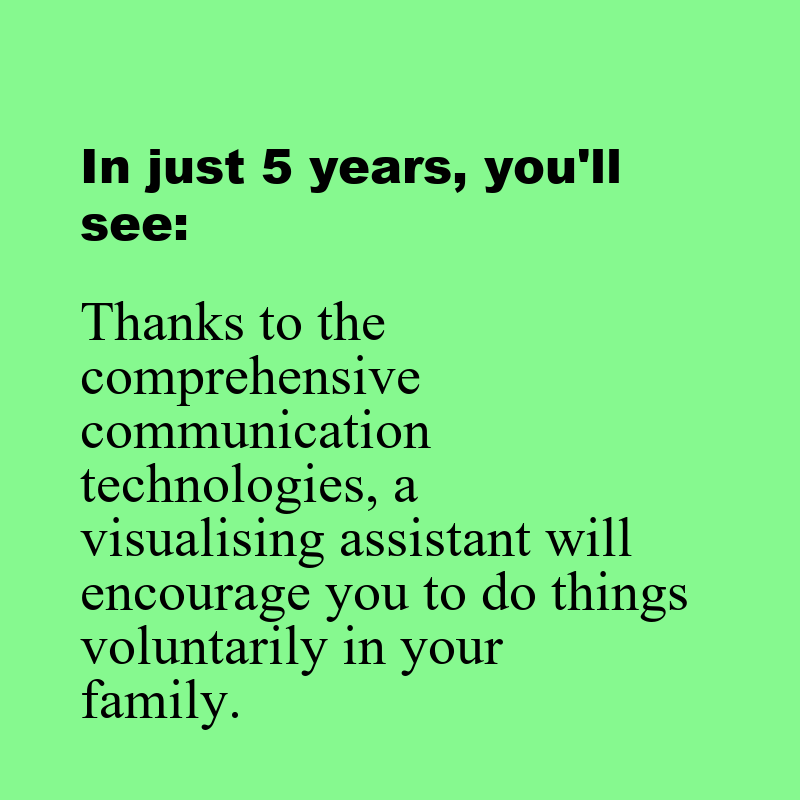 In just 5 years, you'll
see:
Thanks to the
comprehensive
communication
technologies, a
visualising assistant will
encourage you to do things
voluntarily in your
family.